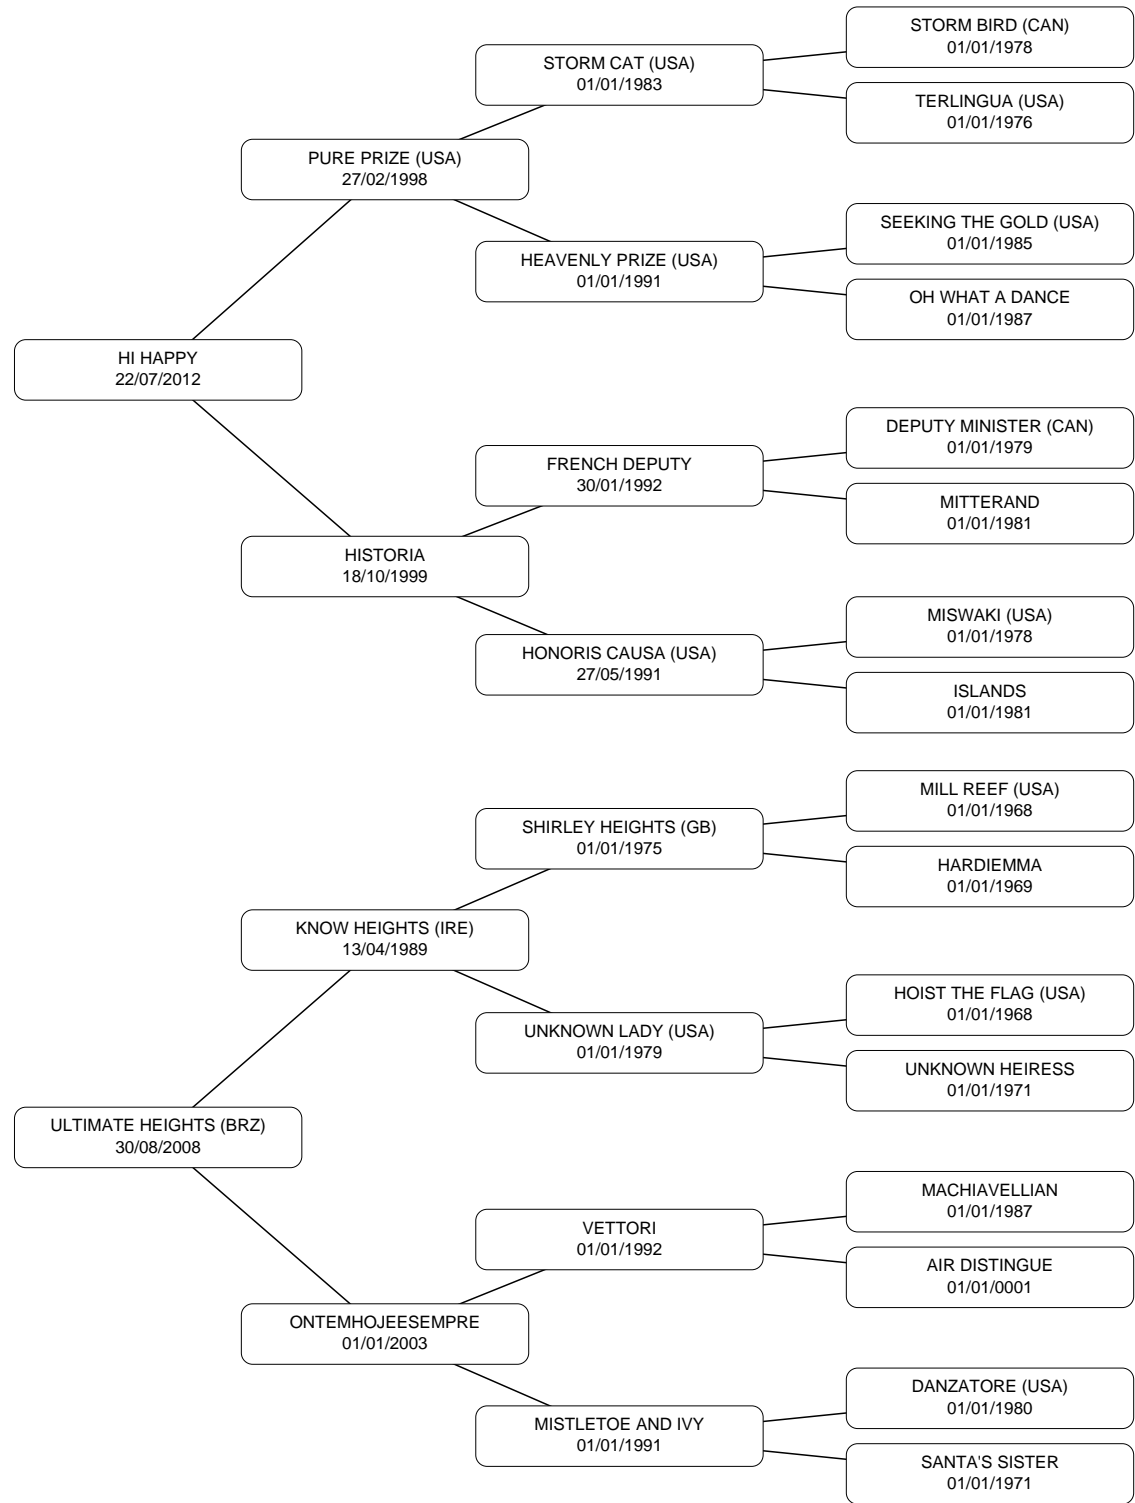 STORM BIRD (CAN)
01/01/1978
STORM CAT (USA)
01/01/1983
TERLINGUA (USA)
01/01/1976
PURE PRIZE (USA)
27/02/1998
SEEKING THE GOLD (USA)
01/01/1985
HEAVENLY PRIZE (USA)
01/01/1991
OH WHAT A DANCE
01/01/1987
HI HAPPY
22/07/2012
DEPUTY MINISTER (CAN)
01/01/1979
FRENCH DEPUTY
30/01/1992
MITTERAND
01/01/1981
HISTORIA
18/10/1999
MISWAKI (USA)
01/01/1978
HONORIS CAUSA (USA)
27/05/1991
ISLANDS
01/01/1981
MILL REEF (USA)
01/01/1968
SHIRLEY HEIGHTS (GB)
01/01/1975
HARDIEMMA
01/01/1969
KNOW HEIGHTS (IRE)
13/04/1989
HOIST THE FLAG (USA)
01/01/1968
UNKNOWN LADY (USA)
01/01/1979
UNKNOWN HEIRESS
01/01/1971
ULTIMATE HEIGHTS (BRZ)
30/08/2008
MACHIAVELLIAN
01/01/1987
VETTORI
01/01/1992
AIR DISTINGUE
01/01/0001
ONTEMHOJEESEMPRE
01/01/2003
DANZATORE (USA)
01/01/1980
MISTLETOE AND IVY
01/01/1991
SANTA'S SISTER
01/01/1971